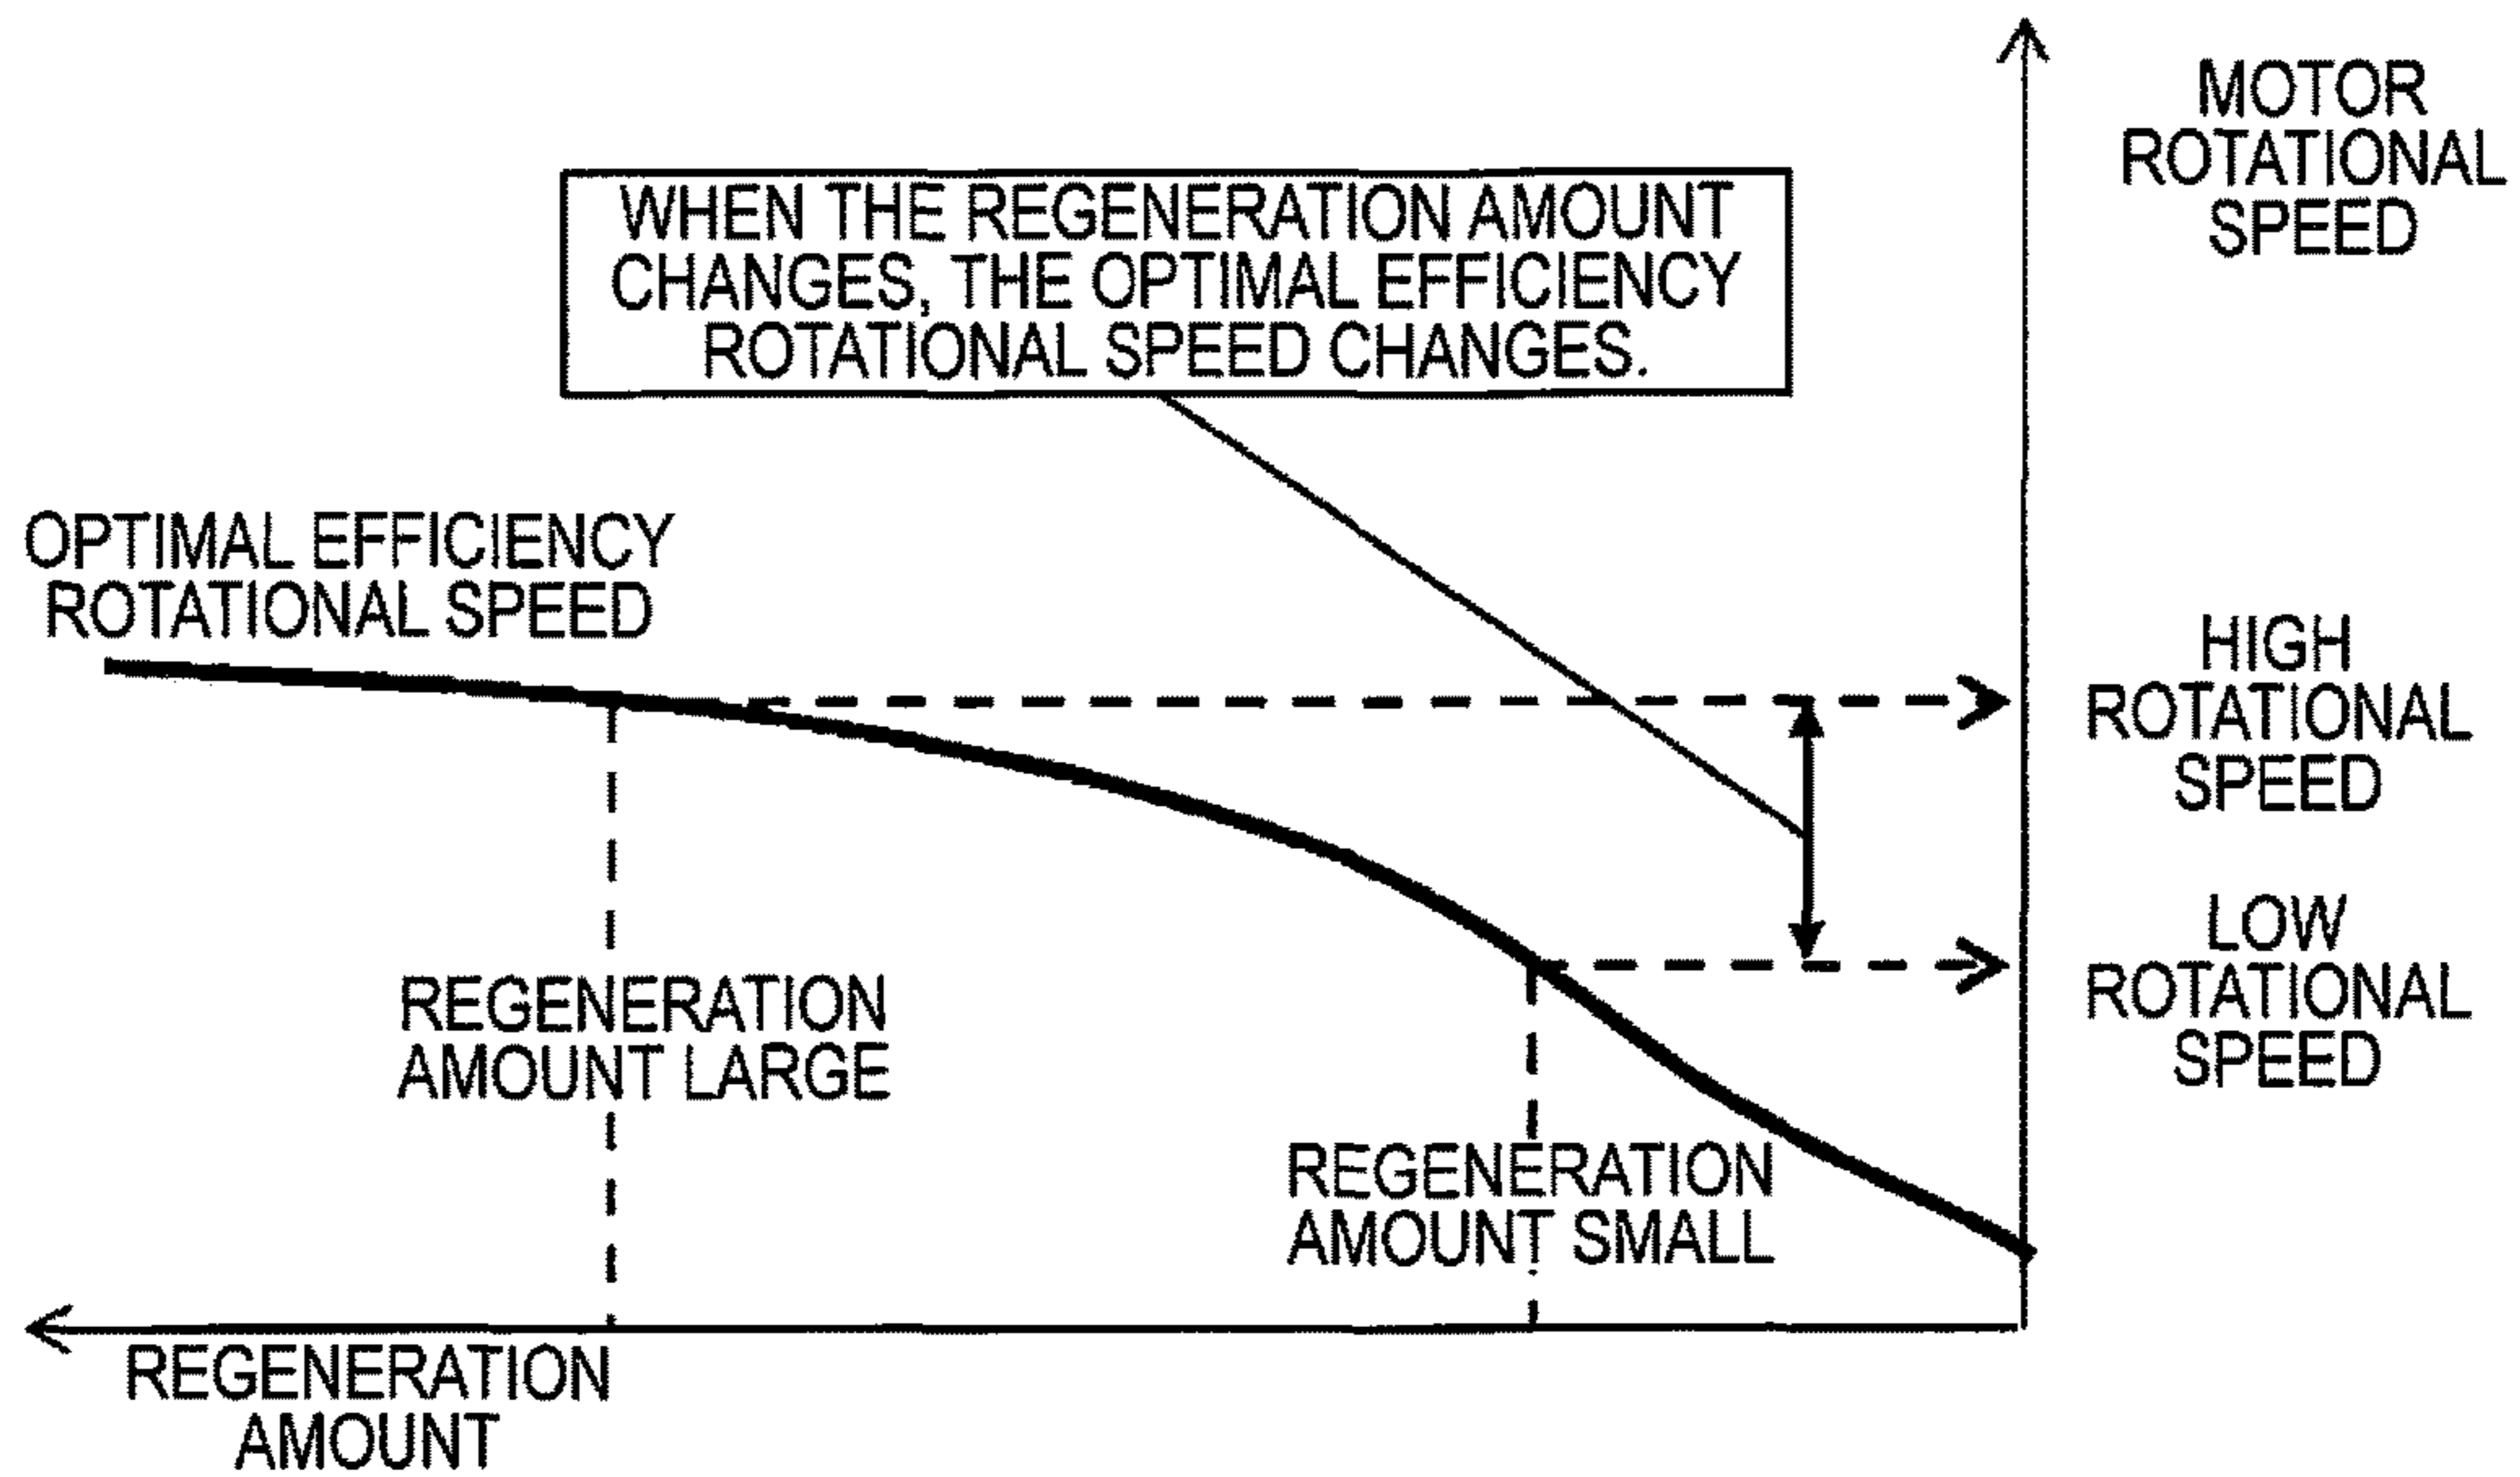 MOTOR
ROTATIONAL
SPEED
WHEN THE REGENERATION AMOUNT
CHANGES, THE OPTIMAL EFFICIENCY
ROTATIONAL SPEED CHANGES.
OPTIMAL EFFICIENCY
ROTATIONAL SPEED
HIGH
ROTATIONAL
SPEED
LOW
ROTATIONAL
SPEED
REGENERATION
AMOUNT LARGE
REGENERATION
AMOUNT SMALL
REGENERATION
AMOUNT